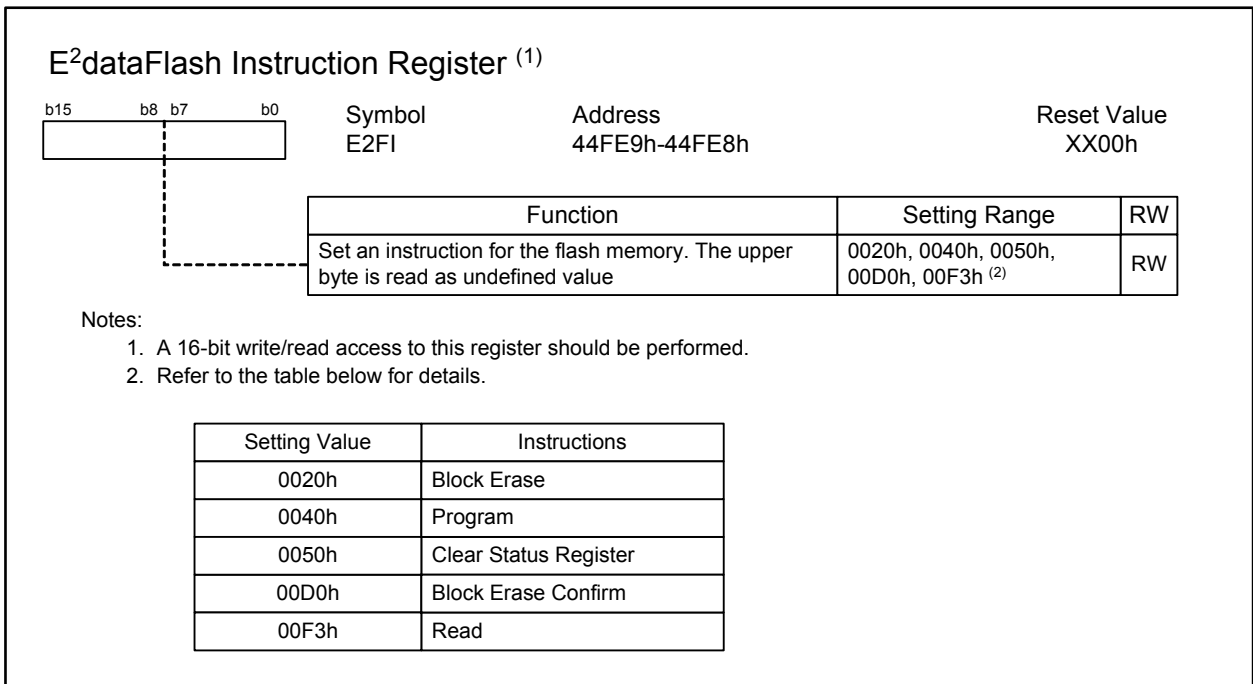 E²dataFlash Instruction Register (1)
b15 b8 b7 b0
Symbol Address Reset Value
E2FI 44FE9h-44FE8h XX00h
Function Setting Range RW
Set an instruction for the flash memory. The upper
byte is read as undefined value
0020h, 0040h, 0050h,
00D0h, 00F3h (2)
RW
Notes:
1. A 16-bit write/read access to this register should be performed.
2. Refer to the table below for details.
Setting Value Instructions
0020h Block Erase
0040h Program
0050h Clear Status Register
00D0h Block Erase Confirm
00F3h Read